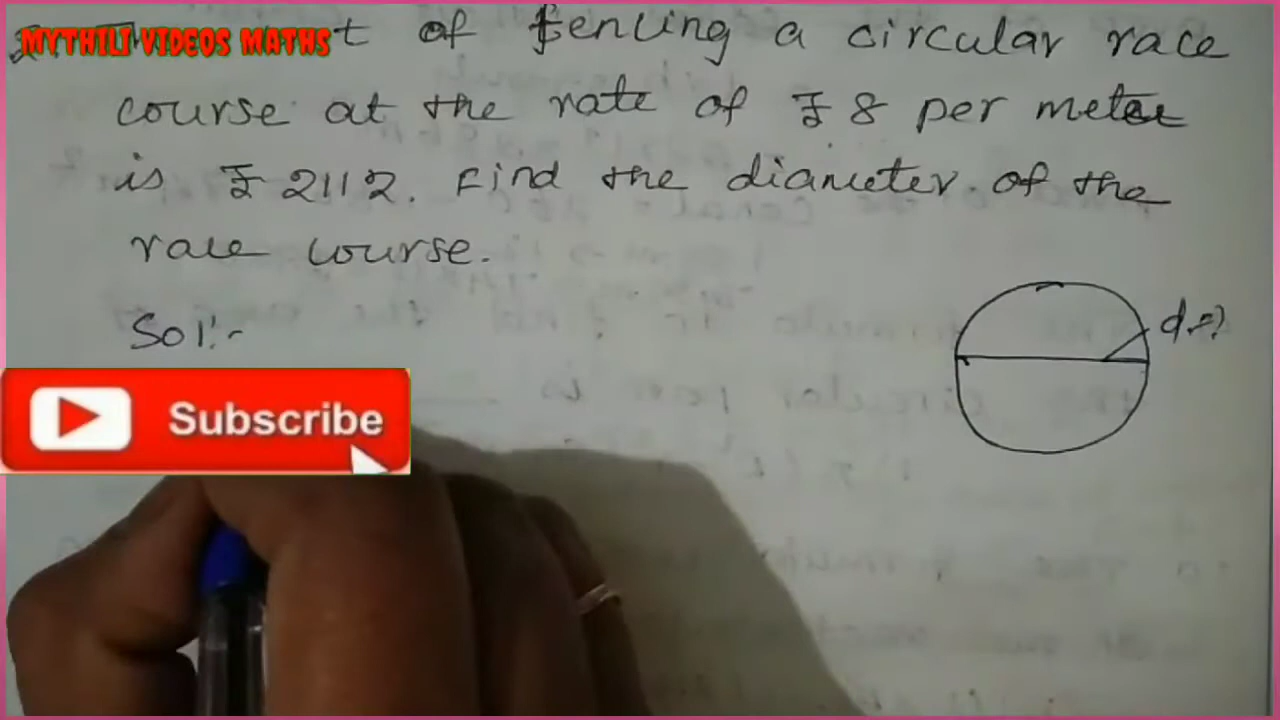 MYTHILI VIDEOS MATHS
of fencing a circular race
course at the rate of ₹ 8 per meter
is ₹ 2112. Find the diameter of the
race course.
Sol:-
d=?
Subscribe